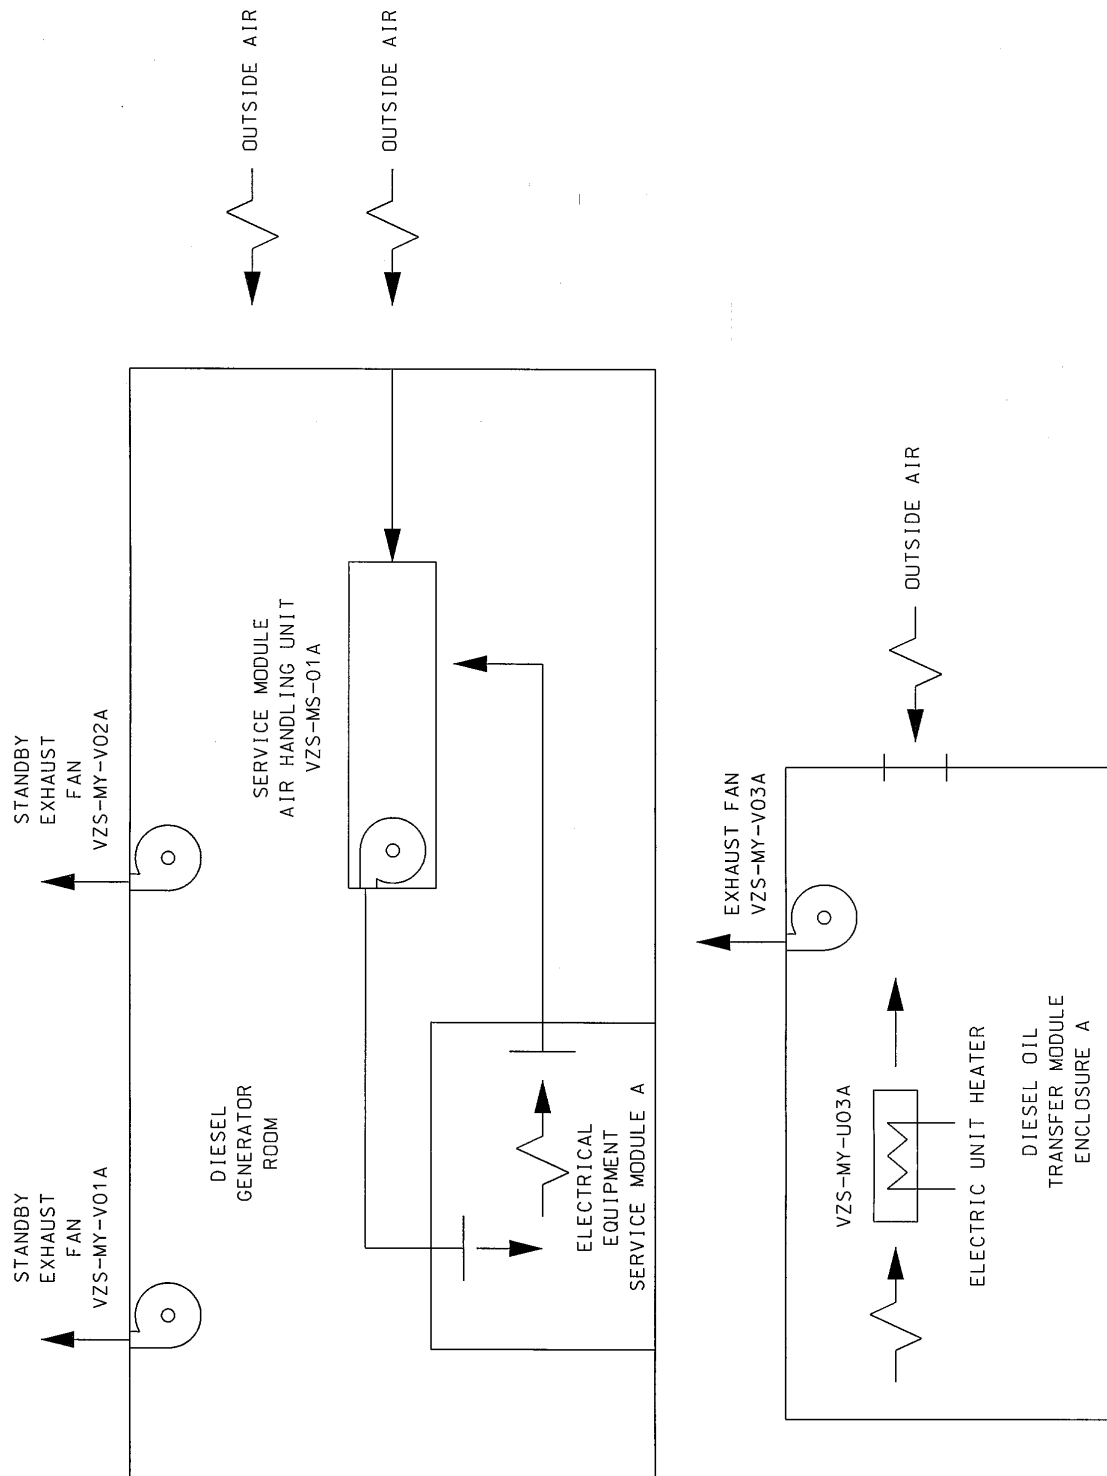 STANDBY
EXHAUST
FAN
VZS-MY-V01A
STANDBY
EXHAUST
FAN
VZS-MY-V02A
DIESEL
GENERATOR
ROOM
SERVICE MODULE
AIR HANDLING UNIT
VZS-MS-01A
OUTSIDE AIR
OUTSIDE AIR
ELECTRICAL
EQUIPMENT
SERVICE MODULE A
EXHAUST FAN
VZS-MY-V03A
OUTSIDE AIR
VZS-MY-U03A
ELECTRIC UNIT HEATER
DIESEL OIL
TRANSFER MODULE
ENCLOSURE A